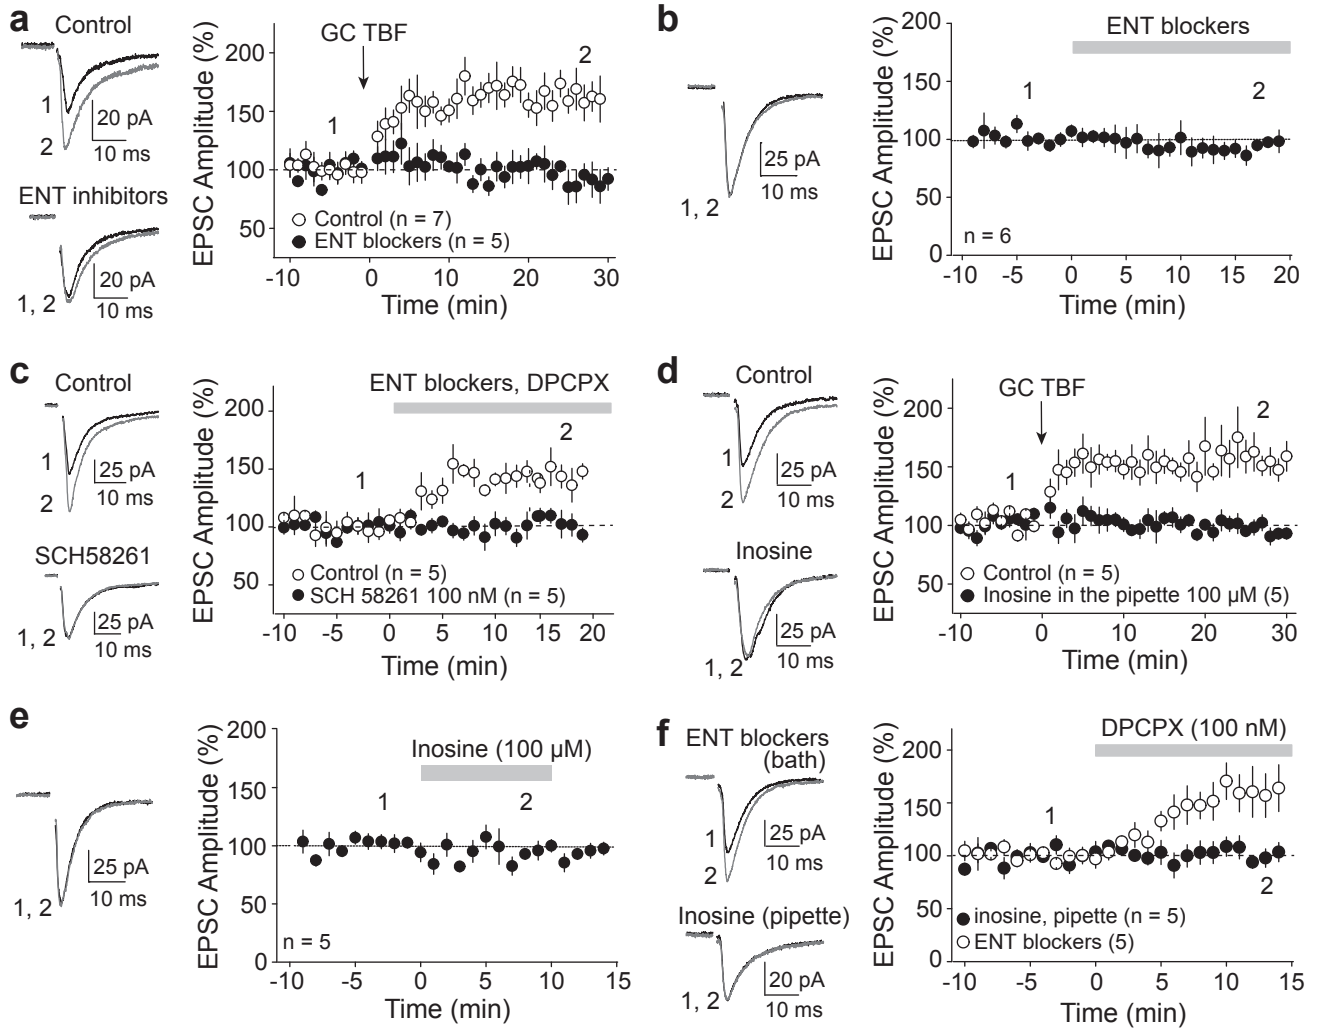 a
Control
1
2
20 pA
10 ms
ENT inhibitors
1, 2
20 pA
10 ms
EPSC Amplitude (%)
200
150
100
50
GC TBF
1
2
Control (n = 7)
ENT blockers (n = 5)
-10
0
10
20
30
Time (min)
b
1, 2
25 pA
10 ms
EPSC Amplitude (%)
200
150
100
50
0
ENT blockers
1
2
n = 6
-10
-5
0
5
10
15
20
Time (min)
c
Control
1
2
25 pA
10 ms
SCH58261
1, 2
25 pA
10 ms
EPSC Amplitude (%)
200
150
100
50
ENT blockers, DPCPX
1
2
Control (n = 5)
SCH 58261 100 nM (n = 5)
-10
-5
0
5
10
15
20
Time (min)
d
Control
1
2
25 pA
10 ms
Inosine
1, 2
25 pA
10 ms
EPSC Amplitude (%)
200
150
100
50
GC TBF
1
2
Control (n = 5)
Inosine in the pipette 100 µM (5)
-10
0
10
20
30
Time (min)
e
1, 2
25 pA
10 ms
EPSC Amplitude (%)
200
150
100
50
0
Inosine (100 µM)
1
2
n = 5
-10
-5
0
5
10
15
Time (min)
f
ENT blockers
(bath)
1
2
25 pA
10 ms
Inosine (pipette)
1, 2
20 pA
10 ms
EPSC Amplitude (%)
200
150
100
50
0
DPCPX (100 nM)
1
2
inosine, pipette (n = 5)
ENT blockers (5)
-10
-5
0
5
10
15
Time (min)